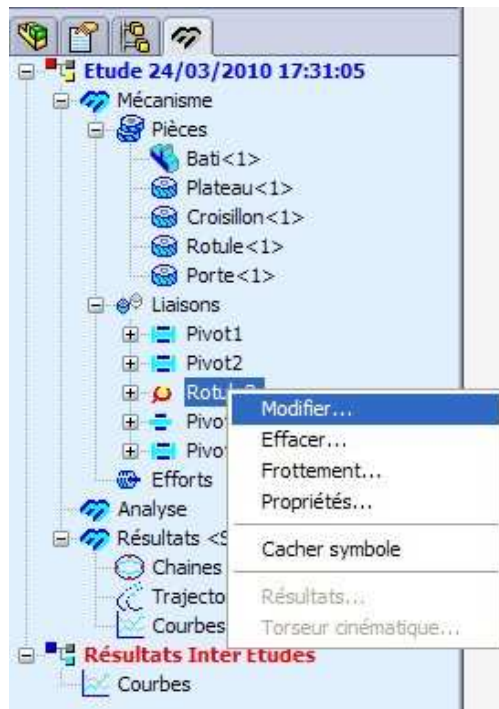 Etude 24/03/2010 17:31:05
Mécanisme
Pièces
Bati<1>
Plateau<1>
Croisillon<1>
Rotule<1>
Porte<1>
Liaisons
Pivot1
Pivot2
Modifier...
Effacer...
Frottement...
Propriétés...
Cacher symbole
Résultats...
Torseur cinématique...
Efforts
Analyse
Résultats
Chaines
Courbes
Résultats Inter Etudes
Courbes